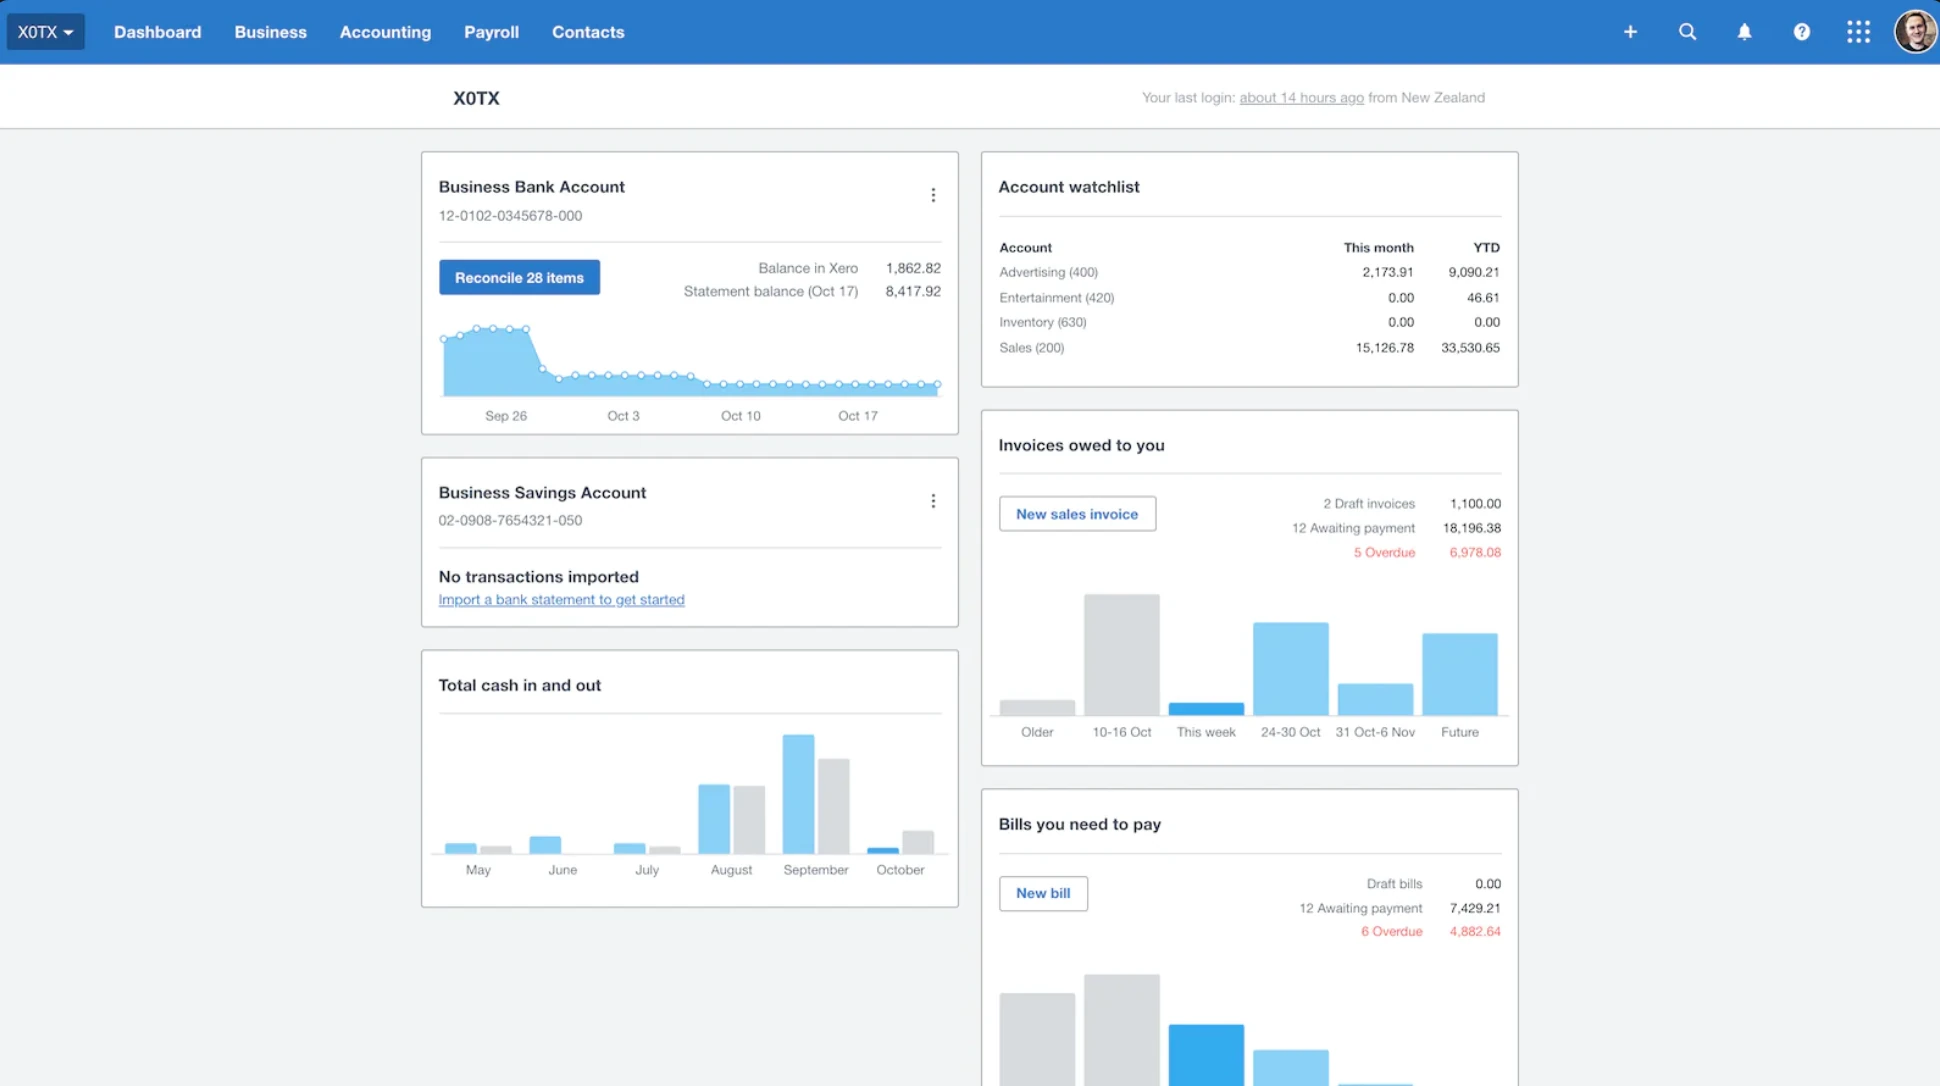 X0TX Dashboard Business Accounting Payroll Contacts ?
X0TX
Your last login: about 14 hours ago from New Zealand
Business Bank Account
12-0102-0345678-000
Reconcile 28 items
Balance in Xero 1,862.82
Statement balance (Oct 17) 8,417.92
Sep 26 Oct 3 Oct 10 Oct 17
Business Savings Account
02-0908-7654321-050
No transactions imported
Import a bank statement to get started
Total cash in and out
May June July August September October
Account watchlist
Account This month YTD
Advertising (400) 2,173.91 9,090.21
Entertainment (420) 0.00 46.61
Inventory (630) 0.00 0.00
Sales (200) 15,126.78 33,530.65
Invoices owed to you
New sales invoice
2 Draft invoices 1,100.00
12 Awaiting payment 18,196.38
5 Overdue 6,978.08
Older 10-16 Oct This week 24-30 Oct 31 Oct-6 Nov Future
Bills you need to pay
New bill
Draft bills 0.00
12 Awaiting payment 7,429.21
6 Overdue 4,882.64